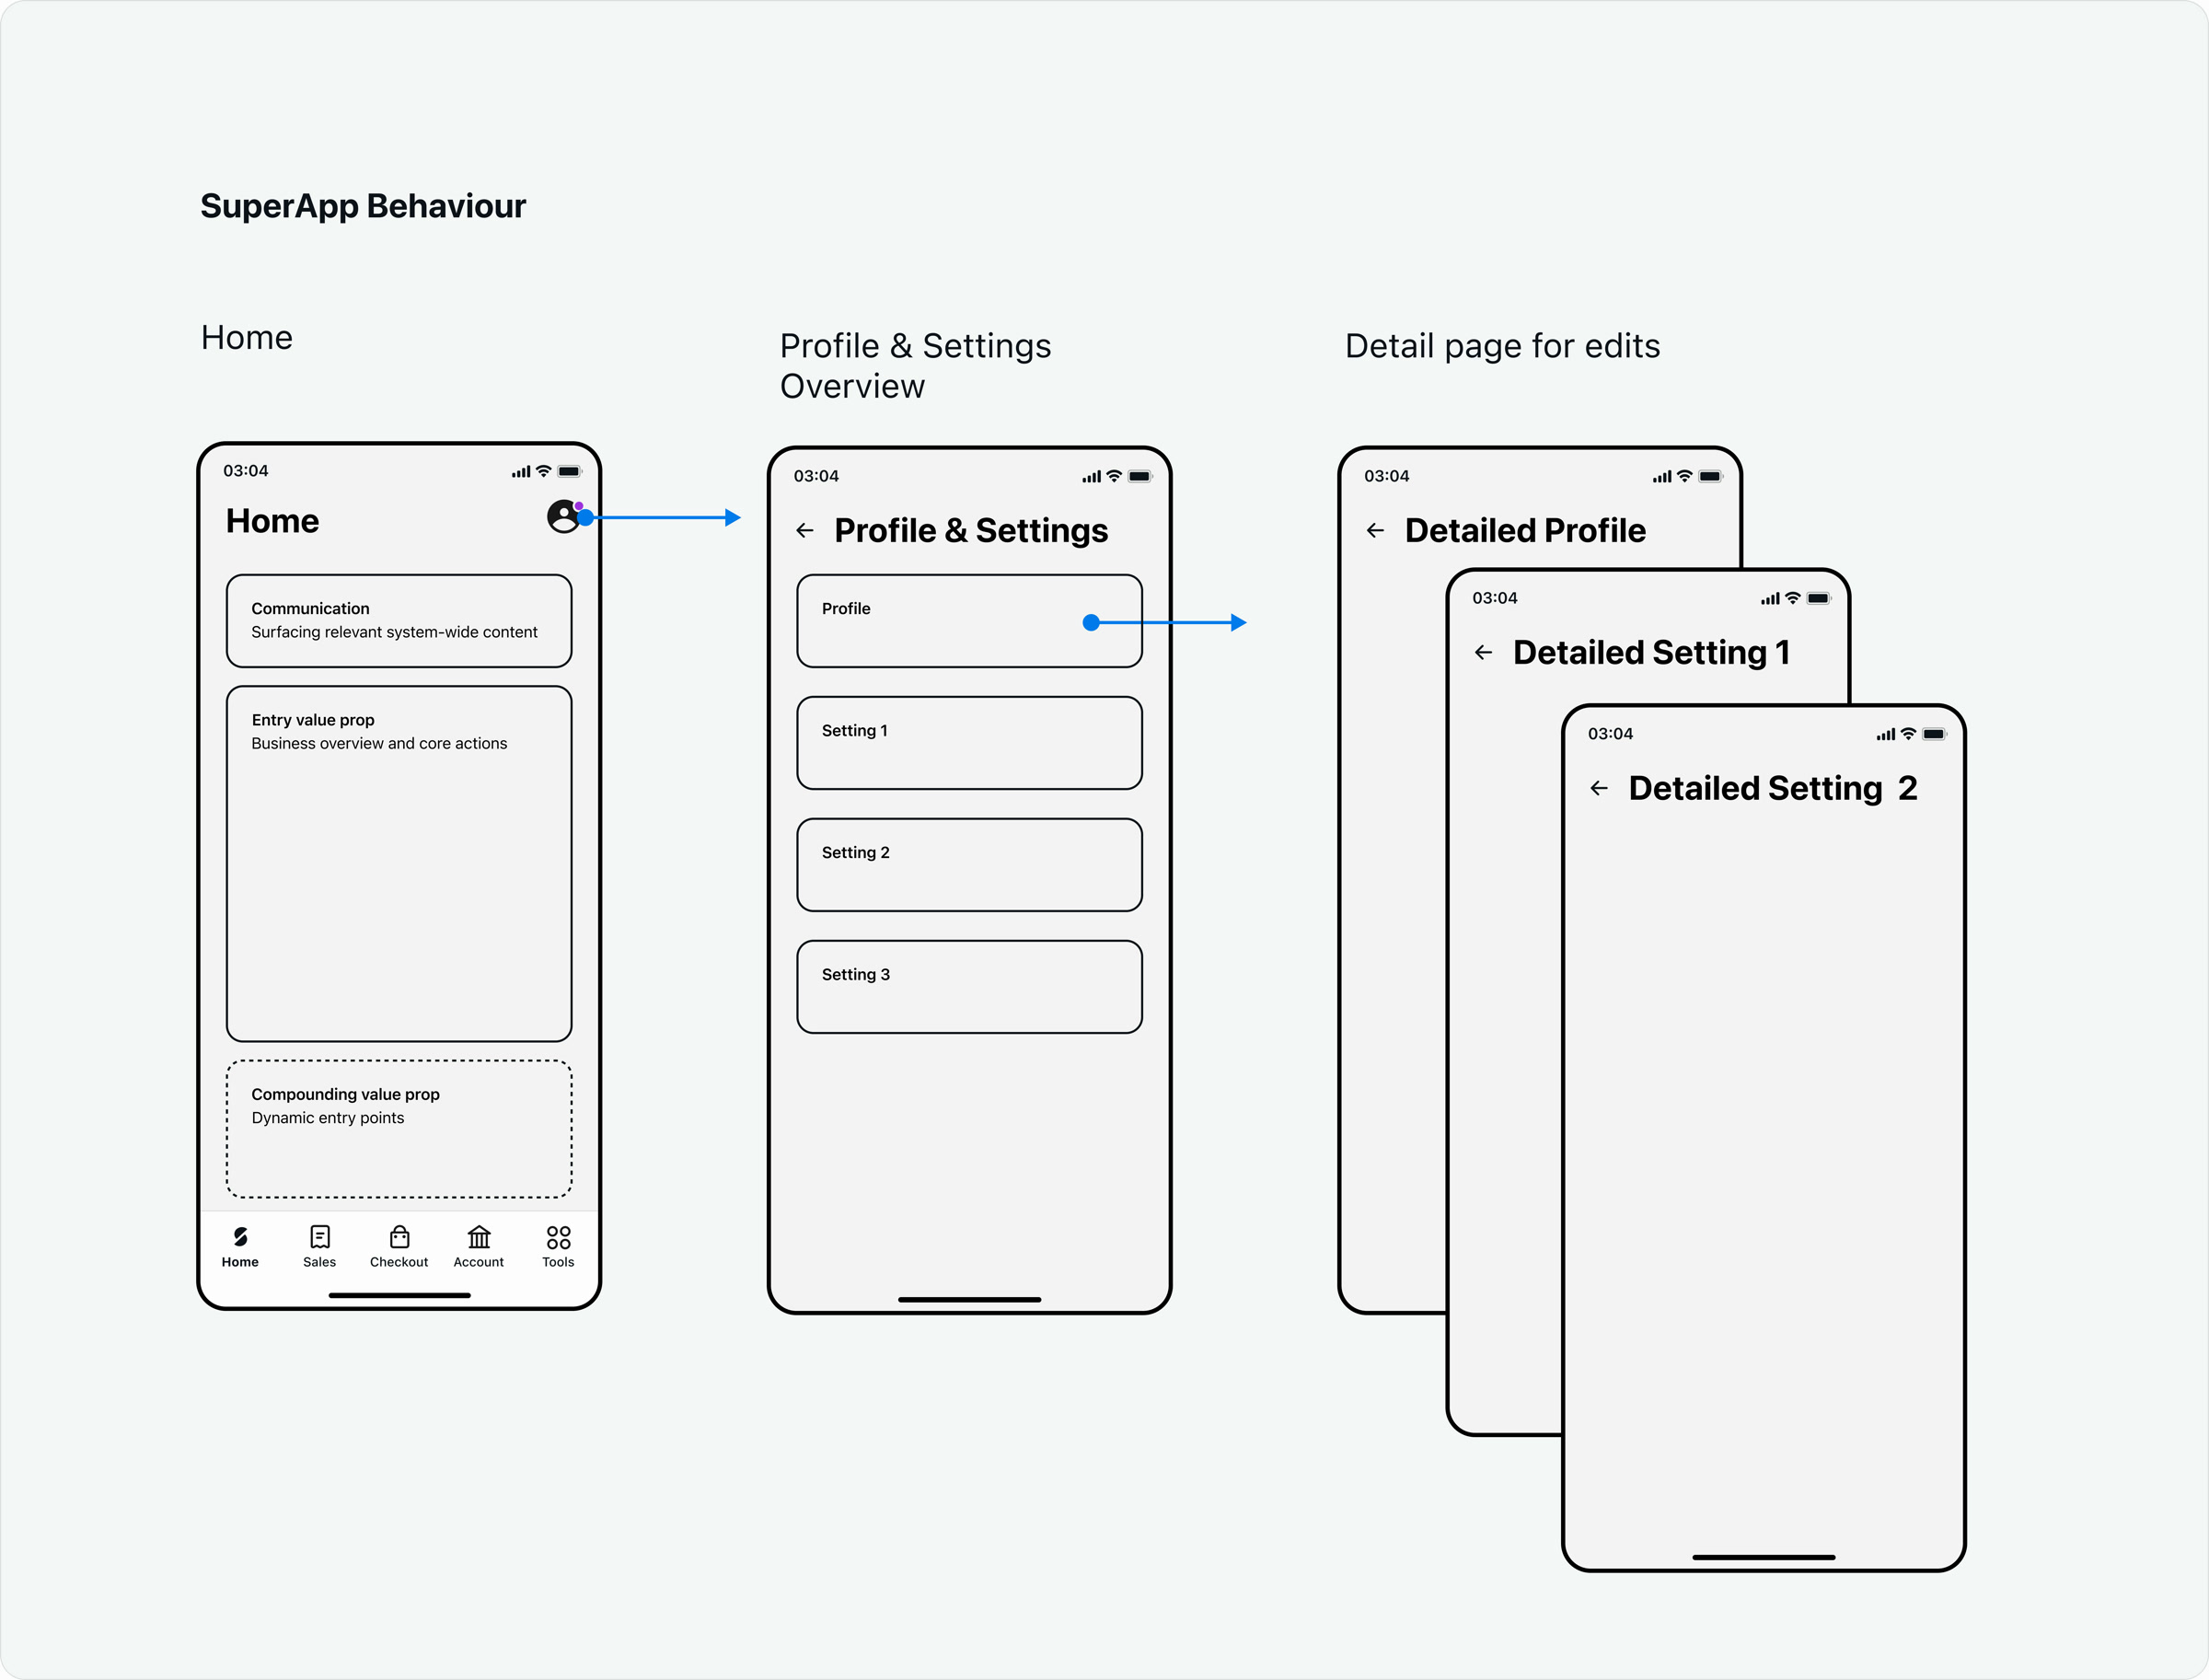 SuperApp Behaviour
Home
03:04
Home
Communication
Surfacing relevant system-wide content
Entry value prop
Business overview and core actions
Compounding value prop
Dynamic entry points
Home
Sales
Checkout
Account
Tools
Profile & Settings
Overview
03:04
Profile & Settings
Profile
Setting 1
Setting 2
Setting 3
Detail page for edits
03:04
Detailed Profile
03:04
Detailed Setting 1
03:04
Detailed Setting  2